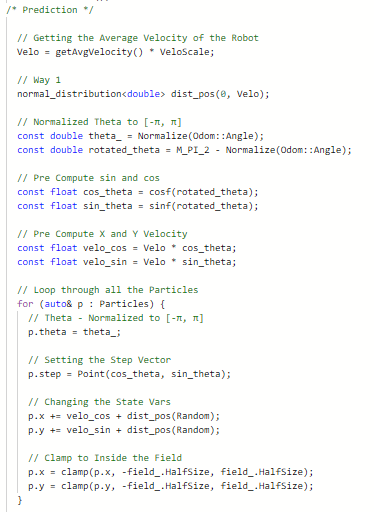 /* Prediction */
// Getting the Average Velocity of the Robot
Velo = getAvgVelocity() * VeloScale;
// Way 1
normal_distribution<double> dist_pos(0, Velo);
// Normalized Theta to [-π, π]
const double theta_ = Normalize(Odom::Angle);
const double rotated_theta = M_PI_2 - Normalize(Odom::Angle);
// Pre Compute sin and cos
const float cos_theta = cosf(rotated_theta);
const float sin_theta = sinf(rotated_theta);
// Pre Compute X and Y Velocity
const float velo_cos = Velo * cos_theta;
const float velo_sin = Velo * sin_theta;
// Loop through all the Particles
for (auto& p : Particles) {
// Theta - Normalized to [-π, π]
p.theta = theta_;
// Setting the Step Vector
p.step = Point(cos_theta, sin_theta);
// Changing the State Vars
p.x += velo_cos + dist_pos(Random);
p.y += velo_sin + dist_pos(Random);
// Clamp to Inside the Field
p.x = clamp(p.x, -field_.HalfSize, field_.HalfSize);
p.y = clamp(p.y, -field_.HalfSize, field_.HalfSize);
}